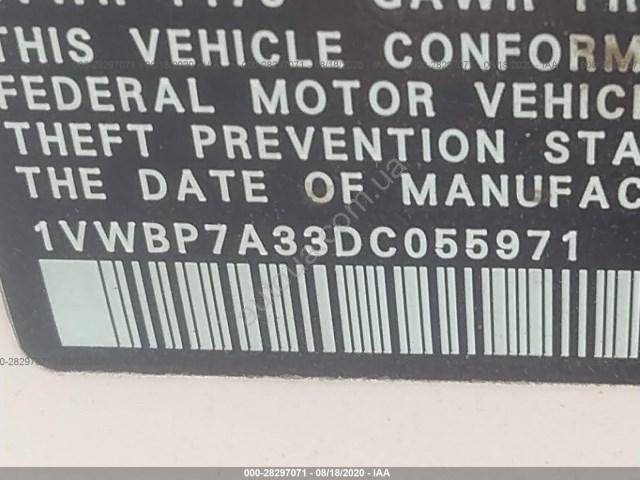 THIS VEHICLE CONFORM
FEDERAL MOTOR VEHIC
THEFT PREVENTION STA
THE DATE OF MANUFAC
1VWBP7A33DC055971
000-28297071 - 08/18/2020 - IAA